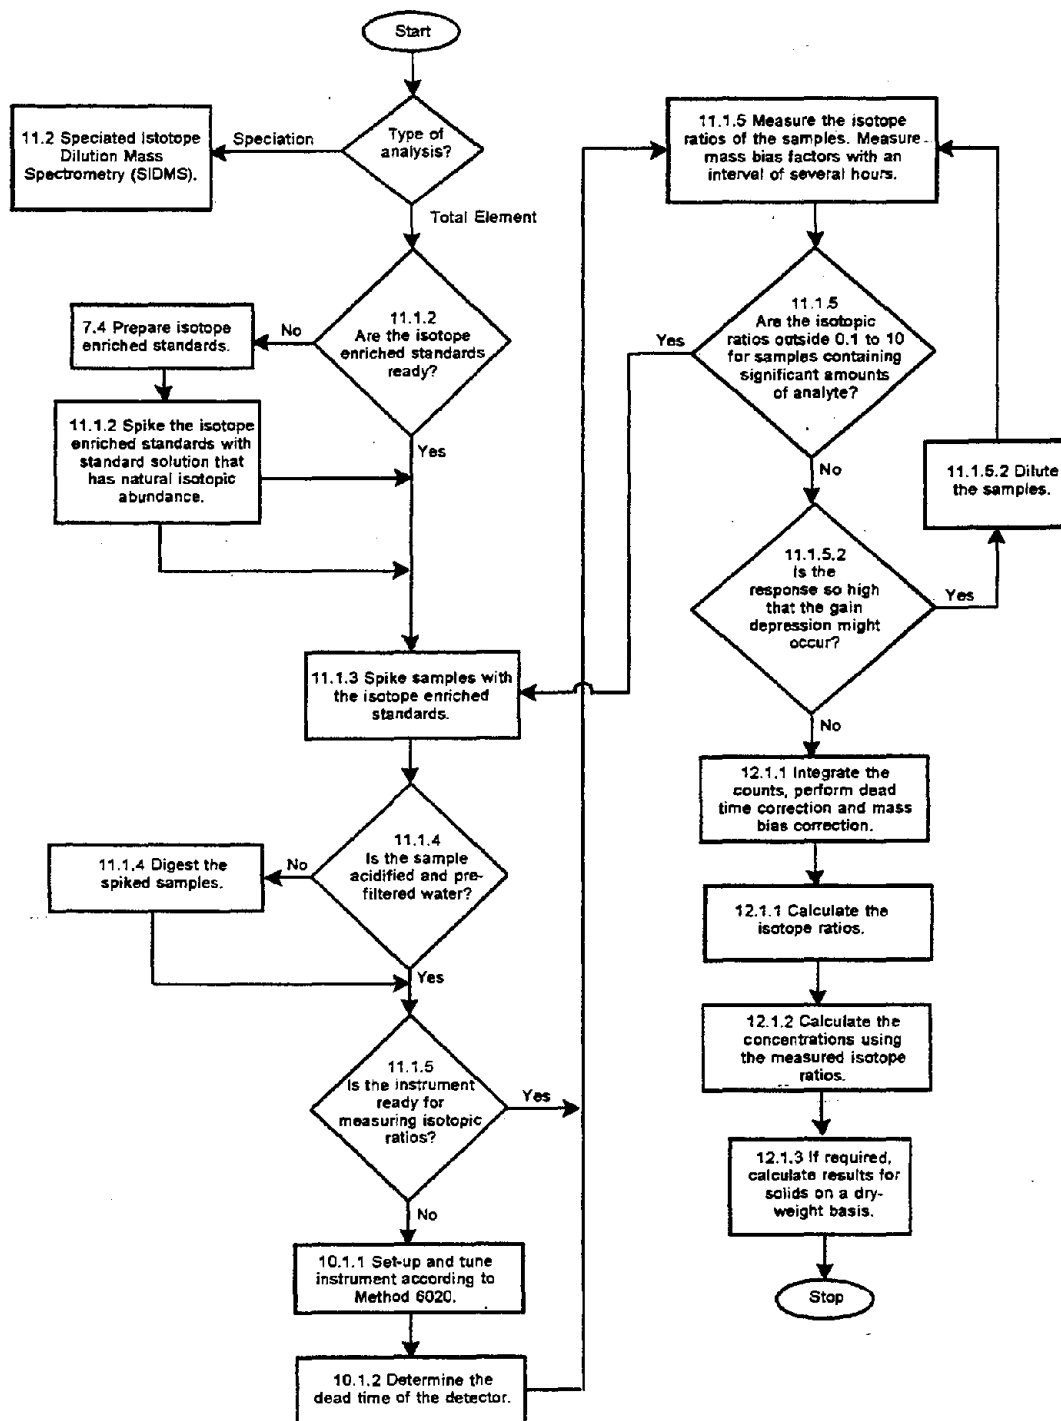 Start
Type of
analysis?
Speciation
11.2 Speciated Istotope
Dilution Mass
Spectrometry (SIDMS).
Total Element
11.1.2
Are the isotope
enriched standards
ready?
No
7.4 Prepare isotope
enriched standards.
11.1.2 Spike the isotope
enriched standards with
standard solution that
has natural isotopic
abundance.
Yes
11.1.3 Spike samples with
the isotope enriched
standards.
11.1.4
Is the sample
acidified and pre-
filtered water?
No
11.1.4 Digest the
spiked samples.
Yes
11.1.5
Is the instrument
ready for
measuring isotopic
ratios?
Yes
No
10.1.1 Set-up and tune
instrument according to
Method 6020.
10.1.2 Determine the
dead time of the detector.
11.1.5 Measure the isotope
ratios of the samples. Measure
mass bias factors with an
interval of several hours.
11.1.5
Are the isotopic
ratios outside 0.1 to 10
for samples containing
significant amounts
of analyte?
Yes
No
11.1.5.2
Is the
response so high
that the gain
depression might
occur?
Yes
11.1.5.2 Dilute
the samples.
No
12.1.1 Integrate the
counts, perform dead
time correction and mass
bias correction.
12.1.1 Calculate the
isotope ratios.
12.1.2 Calculate the
concentrations using
the measured isotope
ratios.
12.1.3 If required,
calculate results for
solids on a dry-
weight basis.
Stop